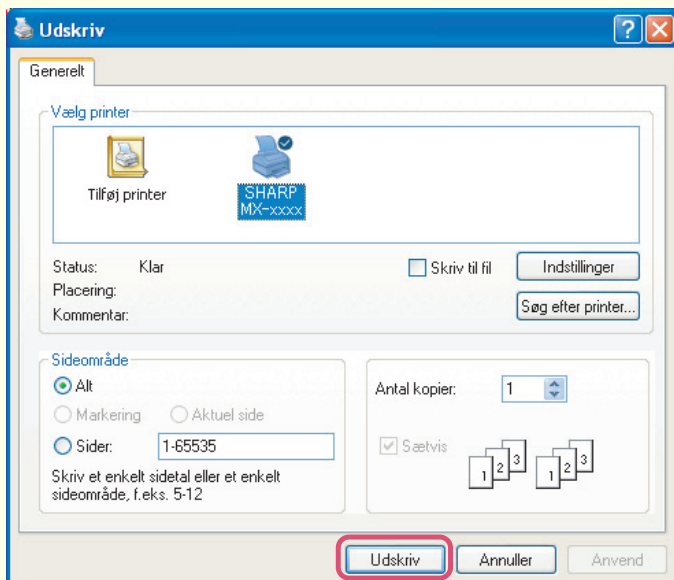 Udskriv
Generelt
Vælg printer
Tilføj printer
SHARP
MX-xxxx
Status: Klar
Placering:
Kommentar:
Skriv til fil
Indstillinger
Søg efter printer...
Sideområde
Alt
Markering Aktuel side
Sider: 1-65535
Skriv et enkelt sidetal eller et enkelt
sideområde, f.eks. 5-12
Antal kopier: 1
Sætvis
1 2 3 1 2 3
Udskriv Annuller Anvend